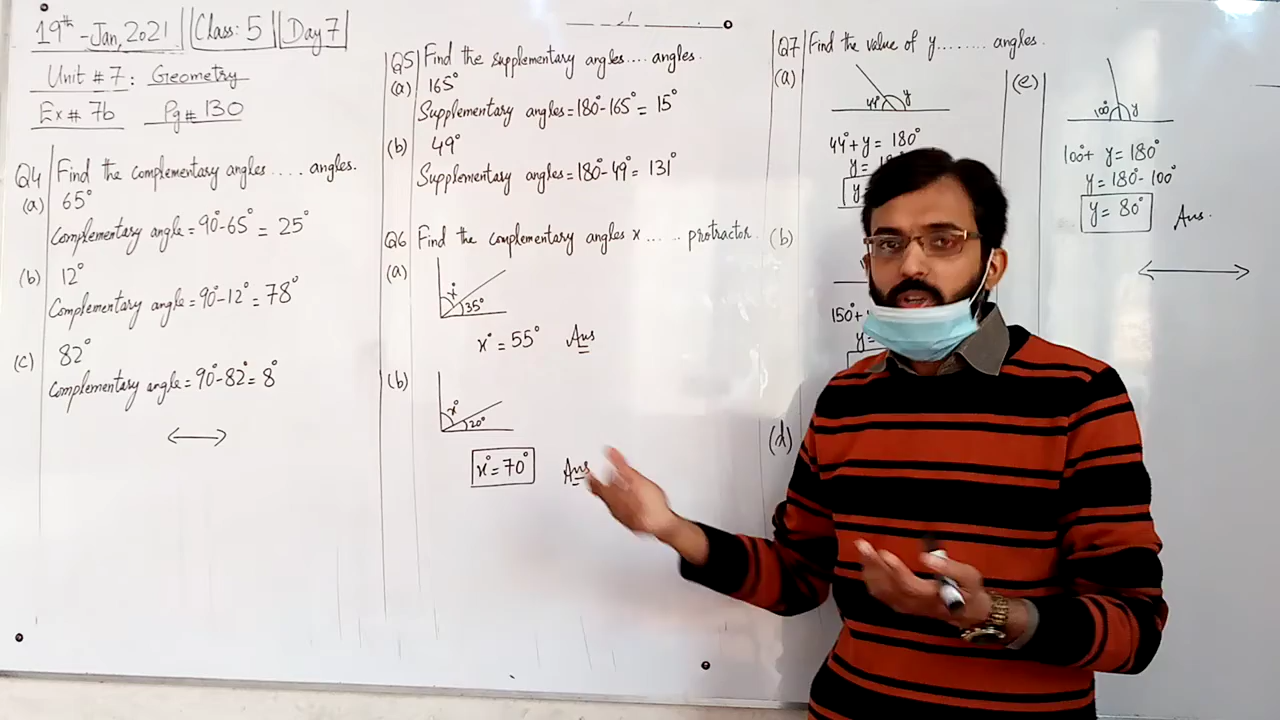 19th-Jan, 2021 Class: 5 Day 7
Unit # 7: Geometry
Ex# 7b Pg# 130
Q4 Find the complementary angles .... angles.
(a) 65°
Complementary angle = 90°-65° = 25°
(b) 12°
Complementary angle = 90°-12° = 78°
(c) 82°
Complementary angle = 90°-82° = 8°
Q5 Find the supplementary angles.... angles.
(a) 165°
Supplementary angles = 180°-165° = 15°
(b) 49°
Supplementary angles = 180°-49° = 131°
Q6 Find the complementary angles x ... .. protractor.
(a)
x°
35°
x° = 55° Ans
(b)
x°
20°
x° = 70° Ans
Q7 Find the value of y........ angles.
(a)
44° y
44° + y = 180°
y =
y
(b)
150° +
y =
(d)
(e)
100° y
100 + y = 180°
y = 180° - 100°
y = 80° Ans.